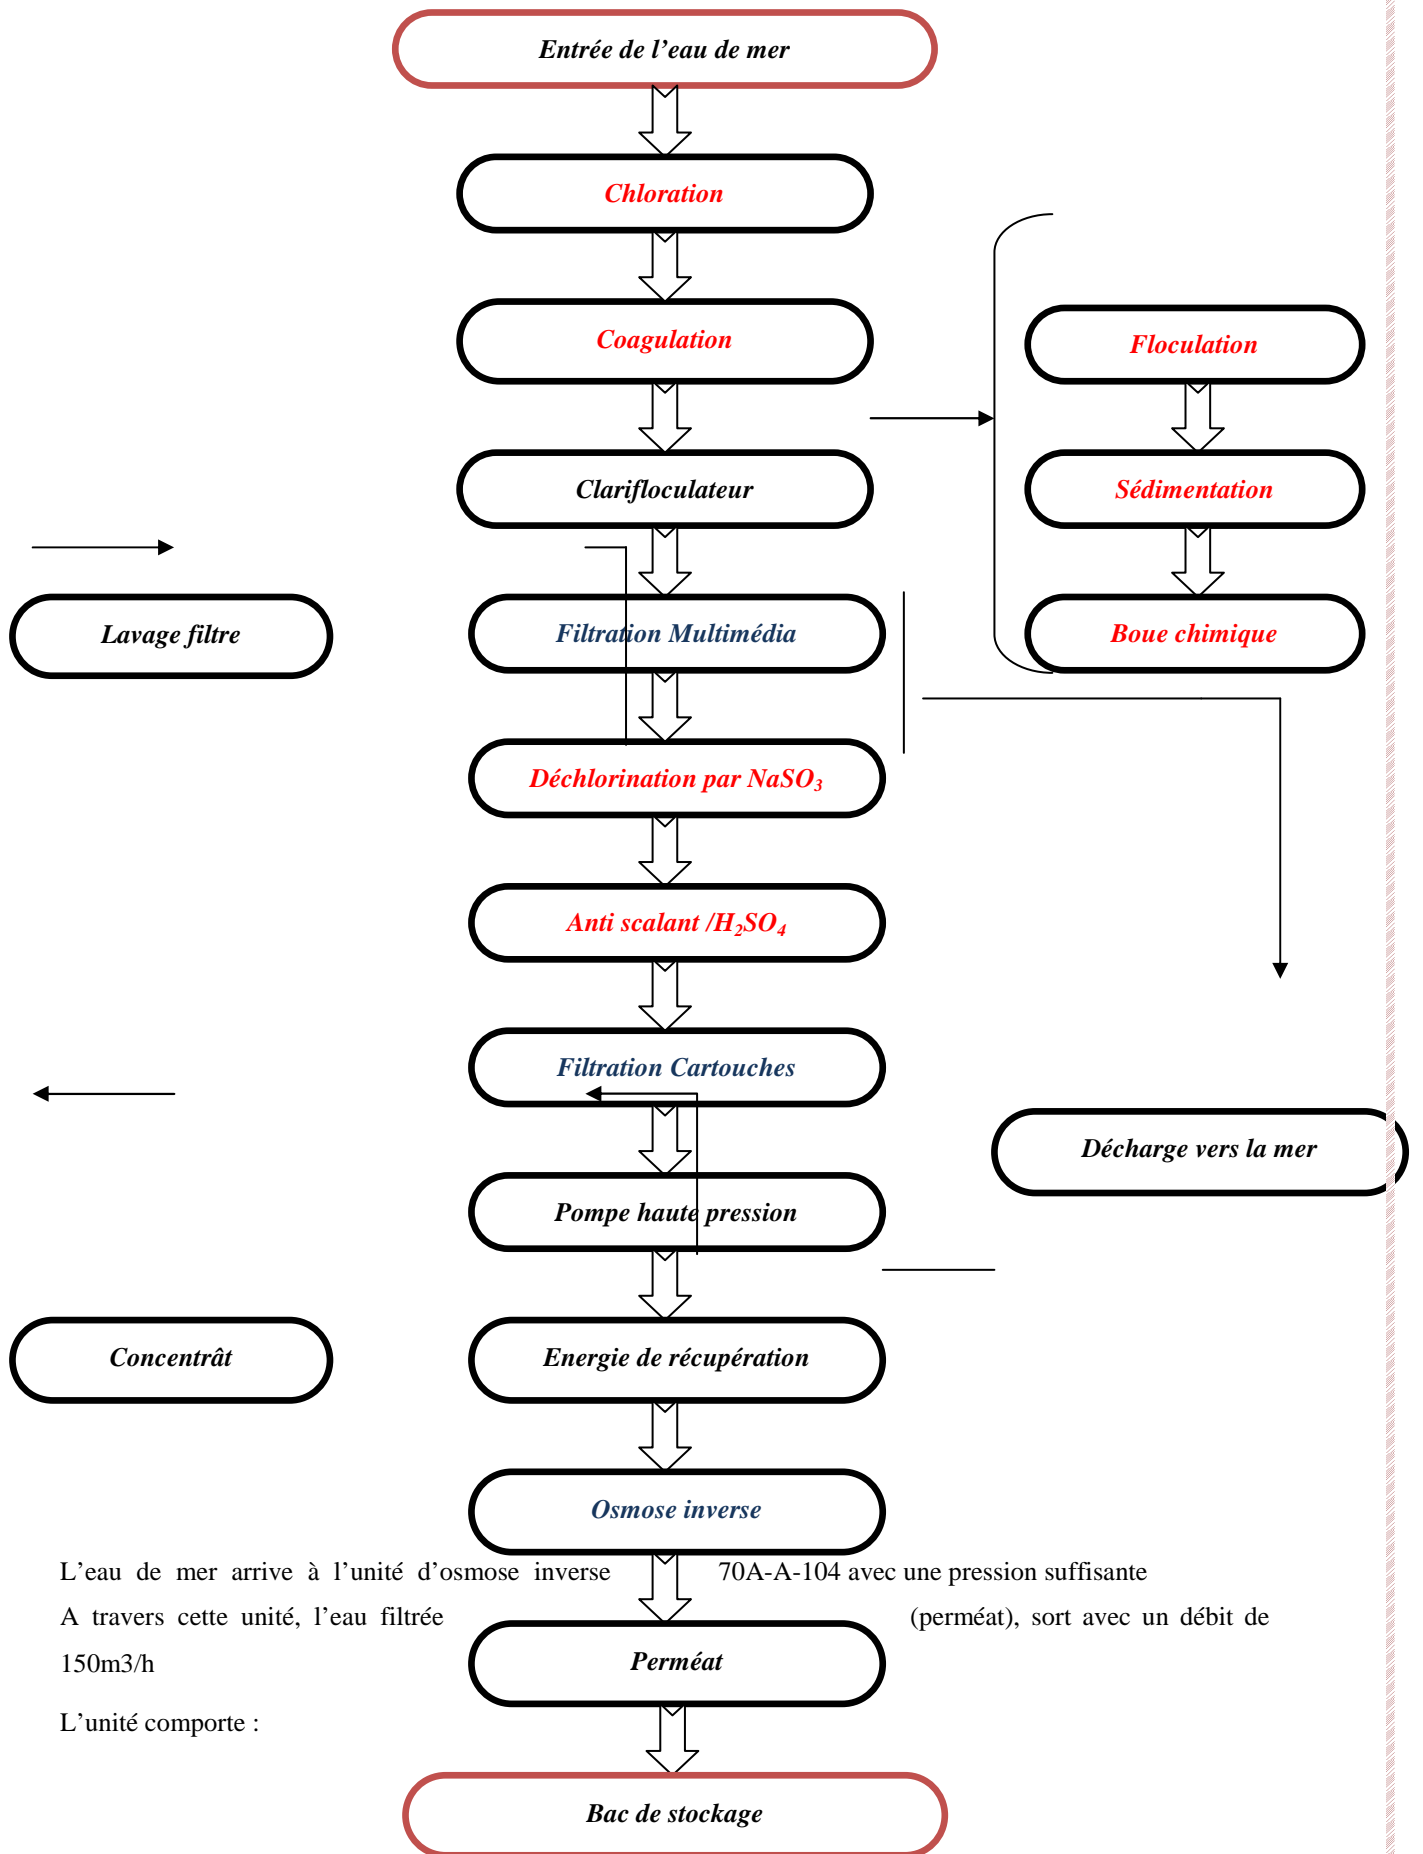 Entrée de l’eau de mer
Chloration
Coagulation
Floculation
Clarifloculateur
Sédimentation
Lavage filtre
Filtration Multimédia
Boue chimique
Déchlorination par NaSO₃
Anti scalant /H₂SO₄
Filtration Cartouches
Décharge vers la mer
Pompe haute pression
Concentrât
Energie de récupération
Osmose inverse
L’eau de mer arrive à l’unité d’osmose inverse 70A-A-104 avec une pression suffisante
A travers cette unité, l’eau filtrée (perméat), sort avec un débit de
150m3/h
Perméat
L’unité comporte :
Bac de stockage